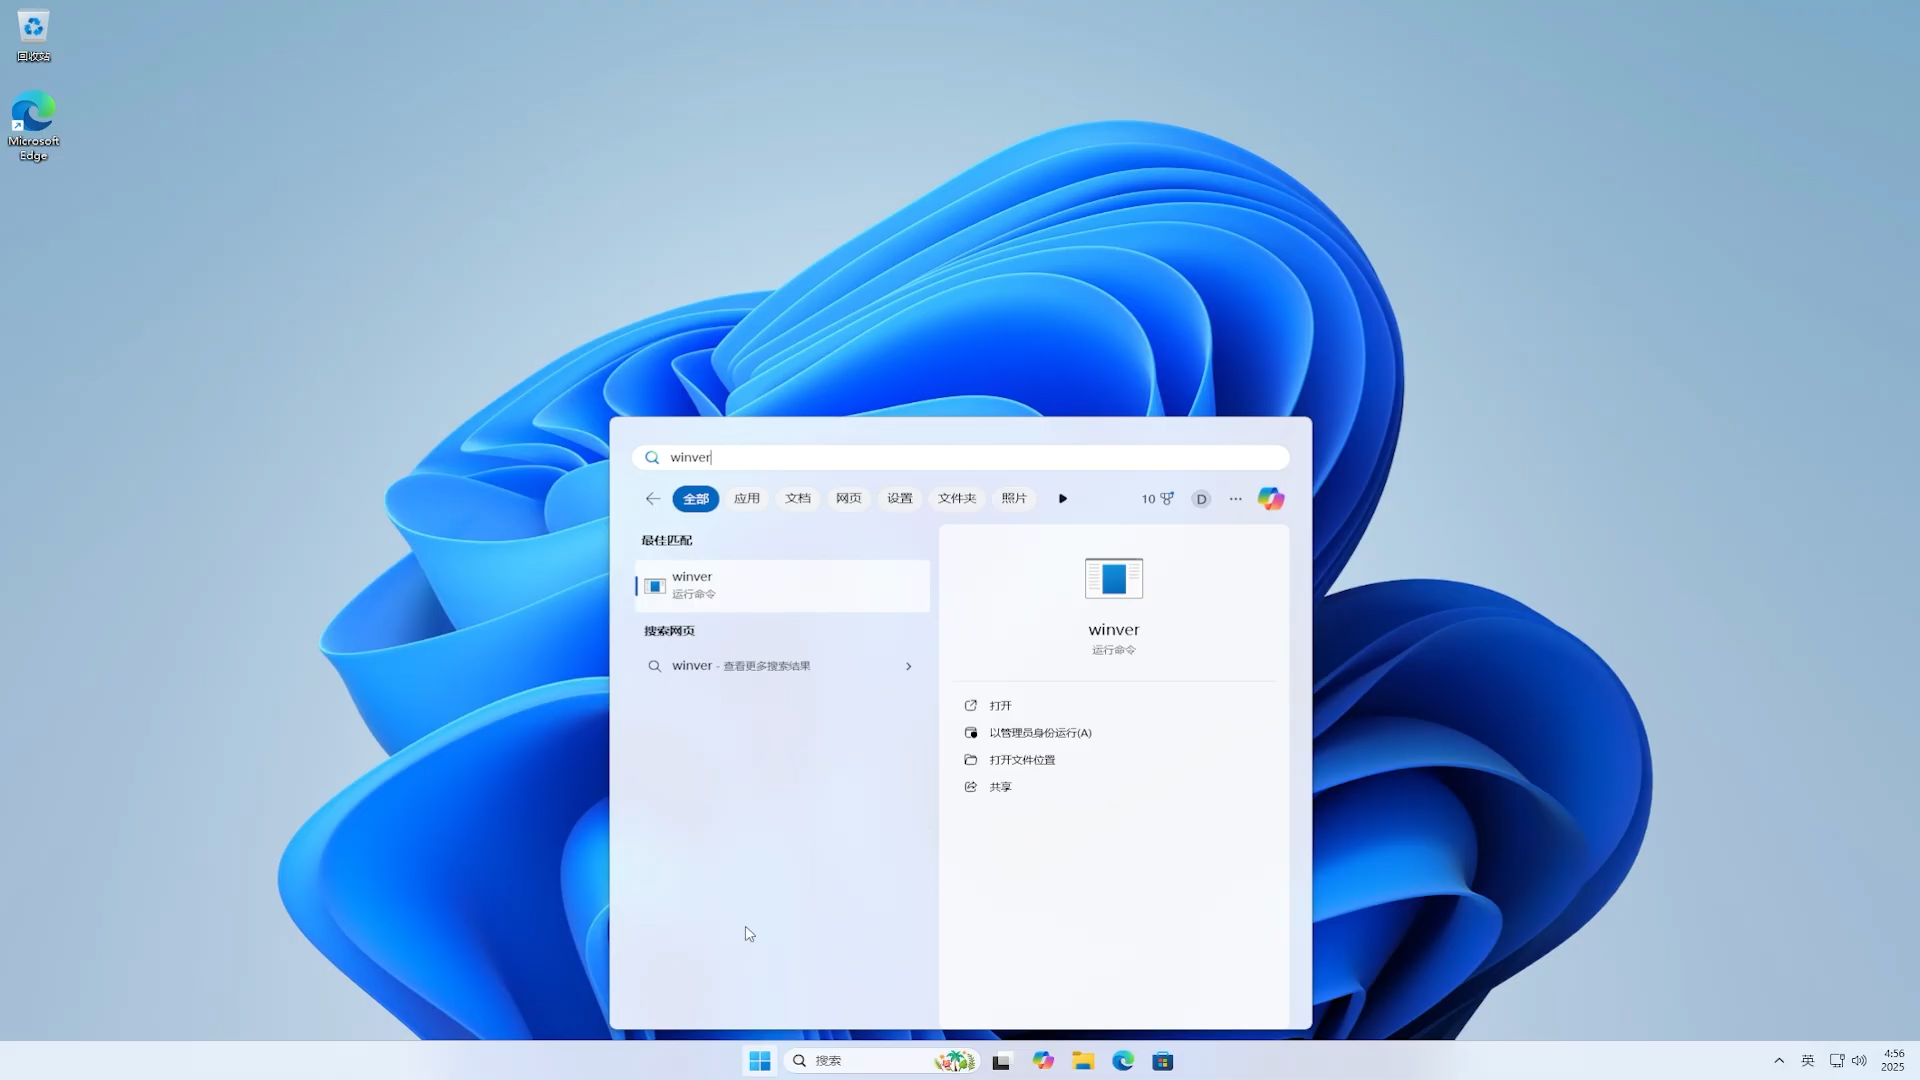 回收站
Microsoft
Edge
winver
全部 应用 文档 网页 设置 文件夹 照片 10 D ...
最佳匹配
winver
运行命令
搜索网页
winver - 查看更多搜索结果
winver
运行命令
打开
以管理员身份运行(A)
打开文件位置
共享
搜索
英
4:56
2025